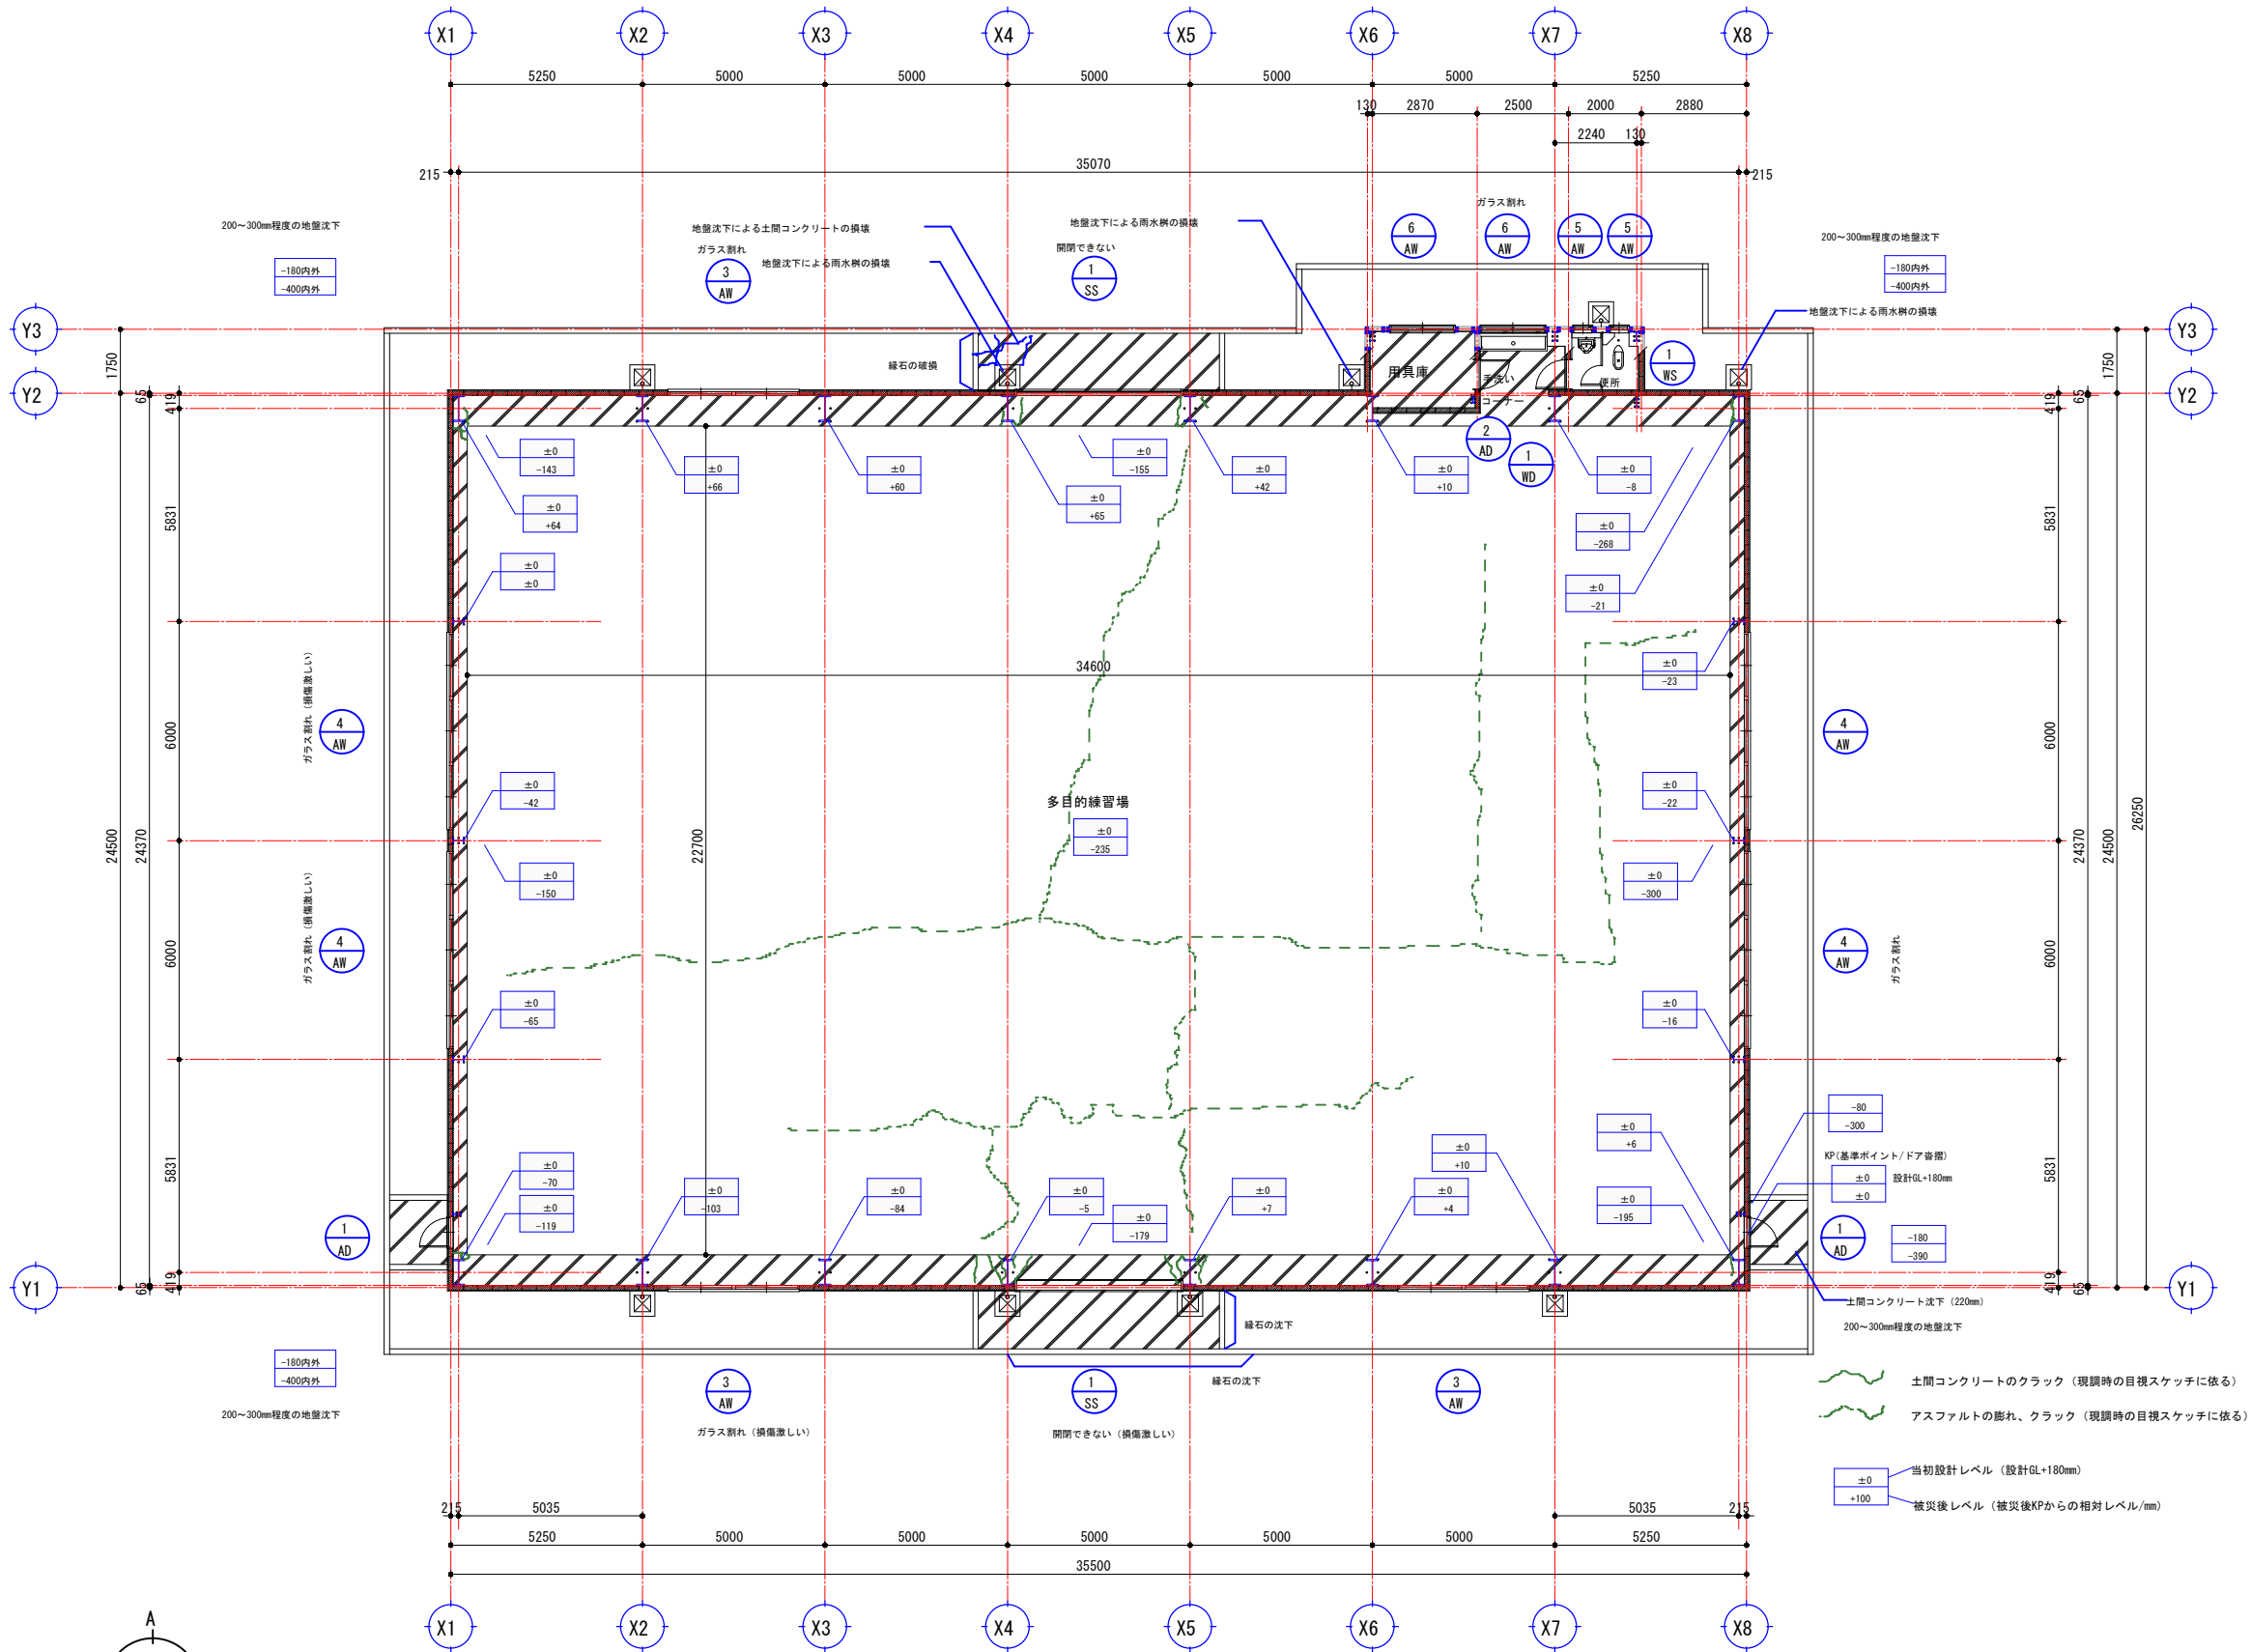 X1 X2 X3 X4 X5 X6 X7 X8
5250 5000 5000 5000 5000 5000 5250
130 2870 2500 2000 2880
2240 130
215 35070 215
200～300mm程度の地盤沈下
-180内外
-400内外
地盤沈下による土間コンクリートの損壊
ガラス割れ
3
AW
地盤沈下による雨水桝の損壊
開閉できない
1
SS
地盤沈下による雨水桝の損壊
ガラス割れ
6
AW
6
AW
5
AW
5
AW
200～300mm程度の地盤沈下
-180内外
-400内外
地盤沈下による雨水桝の損壊
Y3
Y3
縁石の破損
用具庫
手洗い
コーナー
便所
1
WS
Y2
Y2
1750
65
419
5831
6000
6000
5831
419
65
24370
24500
1750
65
419
5831
6000
6000
5831
419
65
24370
24500
26250
±0
-143
±0
+64
±0
+66
±0
+60
±0
-155
±0
+65
±0
+42
±0
+10
2
AD
1
WD
±0
-8
±0
-268
±0
-21
±0
±0
±0
-23
34600
22700
ガラス割れ（損傷激しい）
4
AW
4
AW
±0
-42
±0
-22
多目的練習場
±0
-235
±0
-150
±0
-300
ガラス割れ（損傷激しい）
4
AW
4
AW
ガラス割れ
±0
-65
±0
-16
-80
-300
±0
+6
KP(基準ポイント/ドア沓摺)
±0
±0
設計GL+180mm
±0
-70
±0
-119
±0
-103
±0
-84
±0
-5
±0
-179
±0
+7
±0
+10
±0
+4
±0
-195
1
AD
1
AD
-180
-390
Y1
Y1
土間コンクリート沈下（220mm）
200～300mm程度の地盤沈下
縁石の沈下
縁石の沈下
-180内外
-400内外
200～300mm程度の地盤沈下
3
AW
ガラス割れ（損傷激しい）
1
SS
開閉できない（損傷激しい）
3
AW
土間コンクリートのクラック（現調時の目視スケッチに依る）
アスファルトの膨れ、クラック（現調時の目視スケッチに依る）
±0
+100
当初設計レベル（設計GL+180mm）
被災後レベル（被災後KPからの相対レベル/mm）
215 5035 5035 215
5250 5000 5000 5000 5000 5000 5250
35500
X1 X2 X3 X4 X5 X6 X7 X8
A